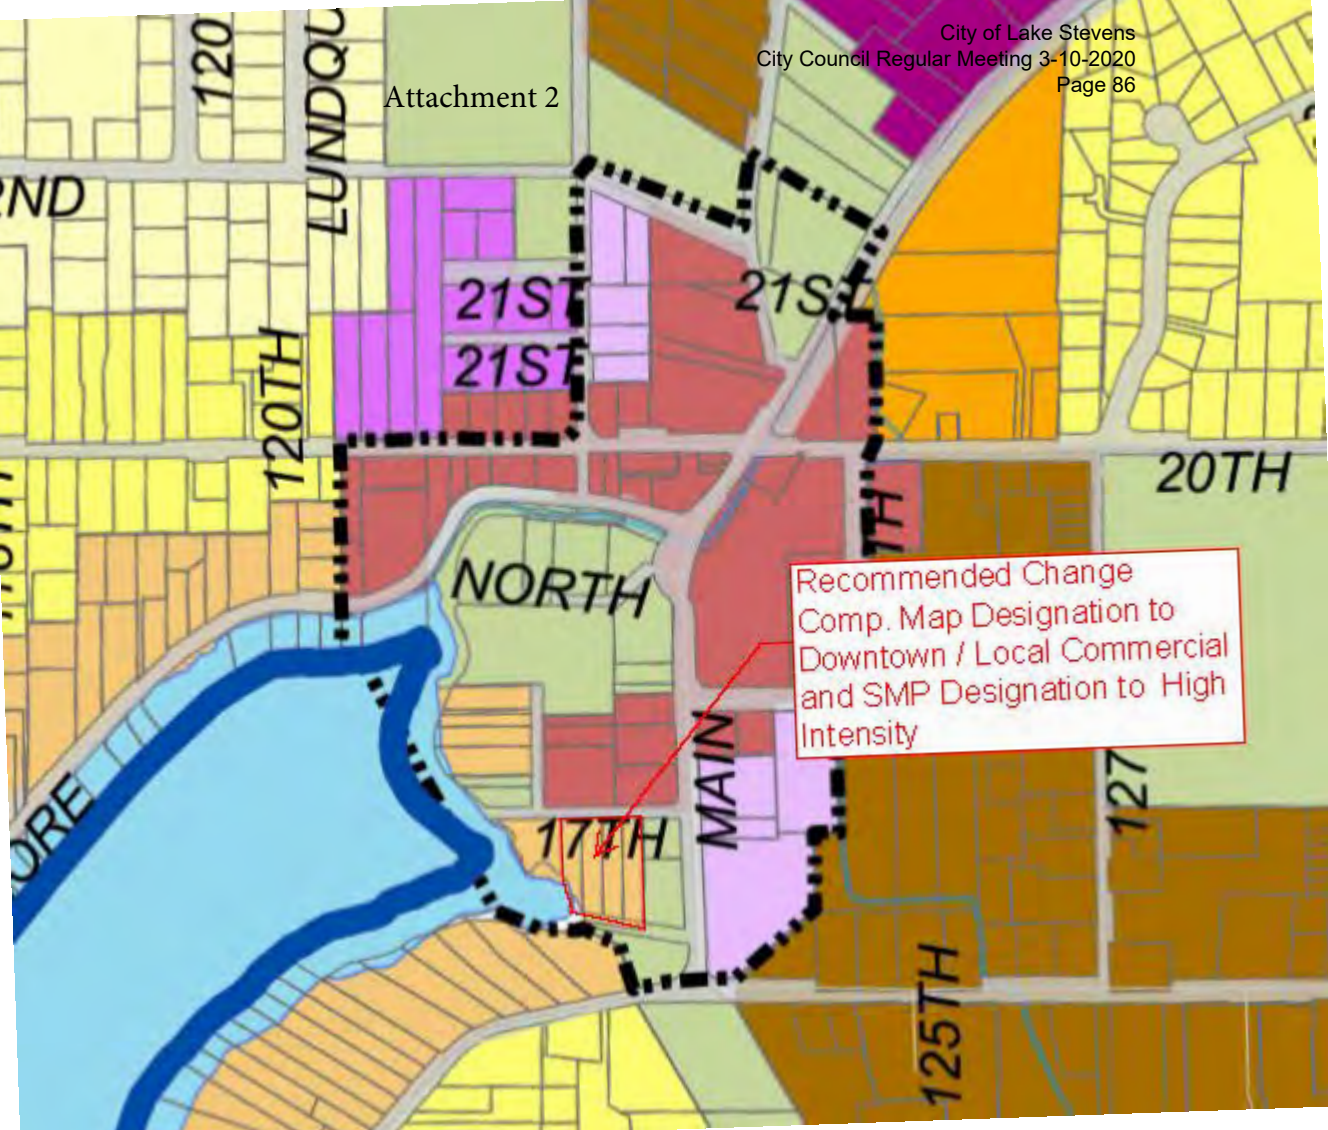 City of Lake Stevens
City Council Regular Meeting 3-10-2020
Page 86
Attachment 2
120
LUNDQU
2ND
21ST
21ST
21ST
120TH
20TH
NORTH
Recommended Change
Comp. Map Designation to
Downtown / Local Commercial
and SMP Designation to High
Intensity
MAIN
127
17TH
ORE
125TH